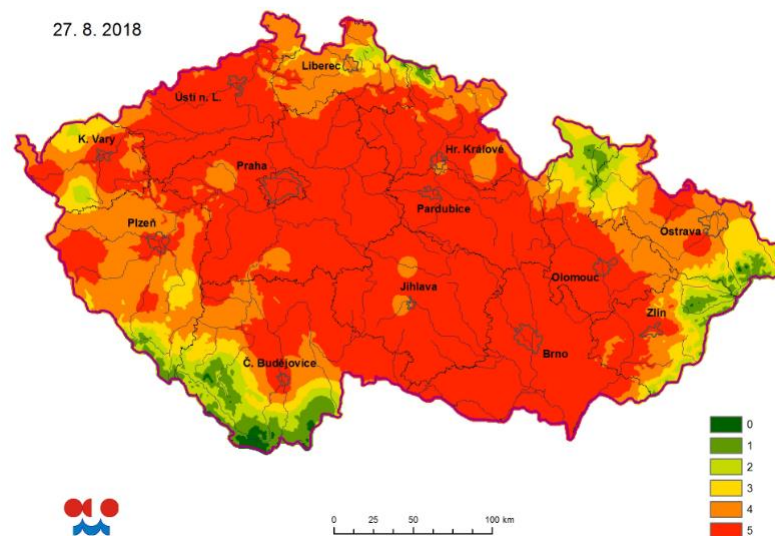 27. 8. 2018
Liberec
Ústí n. L.
K. Vary
Hr. Králové
Praha
Pardubice
Plzeň
Ostrava
Olomouc
Jihlava
Zlín
Brno
Č. Budějovice
0
1
2
3
4
5
0 25 50 100 km